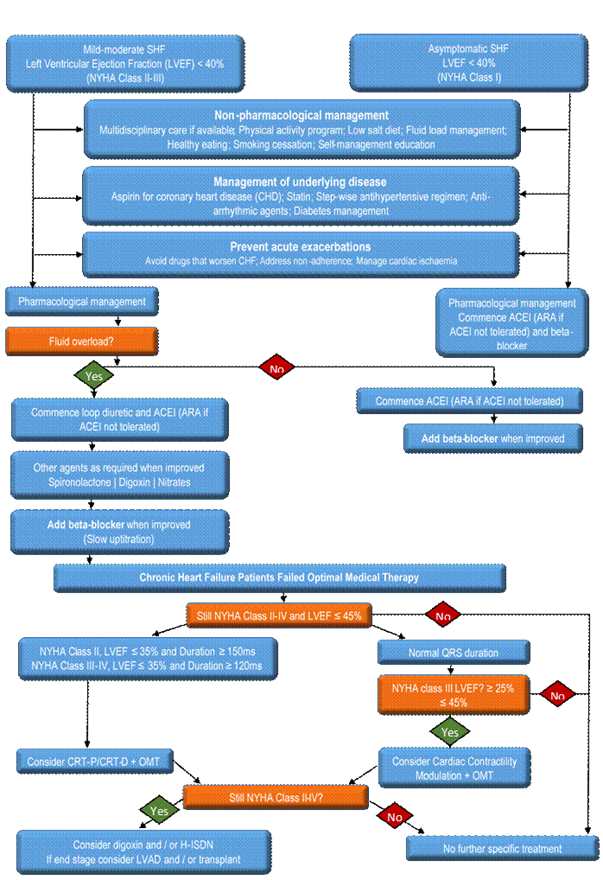 Mild-moderate SHF
Left Ventricular Ejection Fraction (LVEF) < 40%
(NYHA Class II-III)
Asymptomatic SHF
LVEF < 40%
(NYHA Class I)
Non-pharmacological management
Multidisciplinary care if available; Physical activity program; Low salt diet; Fluid load management;
Healthy eating; Smoking cessation; Self-management education
Management of underlying disease
Aspirin for coronary heart disease (CHD); Statin; Step-wise antihypertensive regimen; Anti-
arrhythmic agents; Diabetes management
Prevent acute exacerbations
Avoid drugs that worsen CHF; Address non-adherence; Manage cardiac ischaemia
Pharmacological management
Pharmacological management
Commence ACEI (ARA if
ACEI not tolerated) and beta-
blocker
Fluid overload?
Yes
No
Commence loop diuretic and ACEI (ARA if
ACEI not tolerated)
Commence ACEI (ARA if ACEI not tolerated)
Add beta-blocker when improved
Other agents as required when improved
Spironolactone | Digoxin | Nitrates
Add beta-blocker when improved
(Slow uptitration)
Chronic Heart Failure Patients Failed Optimal Medical Therapy
Still NYHA Class II-IV and LVEF ≤ 45%
No
NYHA Class II, LVEF ≤ 35% and Duration ≥ 150ms
NYHA Class III-IV, LVEF ≤ 35% and Duration ≥ 120ms
Normal QRS duration
NYHA class III LVEF? ≥ 25%
≤ 45%
No
Yes
Consider CRT-P/CRT-D + OMT
Consider Cardiac Contractility
Modulation + OMT
Still NYHA Class II-IV?
Yes
No
Consider digoxin and / or H-ISDN
If end stage consider LVAD and / or transplant
No further specific treatment